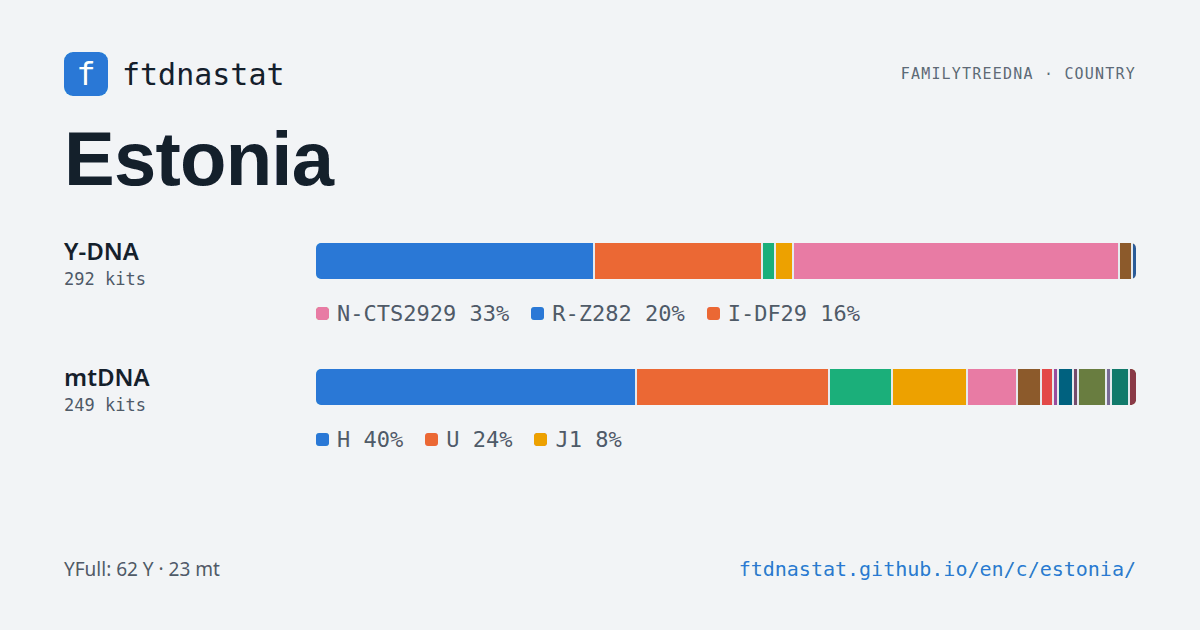 f ftdnastat
FAMILYTREEDNA · COUNTRY
Estonia
Y-DNA
292 kits
N-CTS2929 33% R-Z282 20% I-DF29 16%
mtDNA
249 kits
H 40% U 24% J1 8%
YFull: 62 Y · 23 mt
ftdnastat.github.io/en/c/estonia/